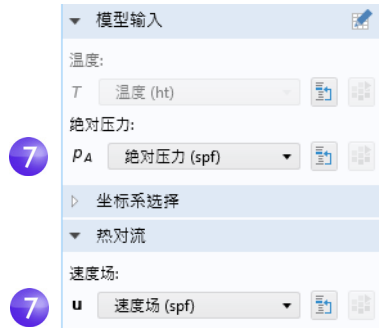 模型输入
温度:
T 温度 (ht)
绝对压力:
7 pA 绝对压力 (spf)
坐标系选择
热对流
速度场:
7 u 速度场 (spf)